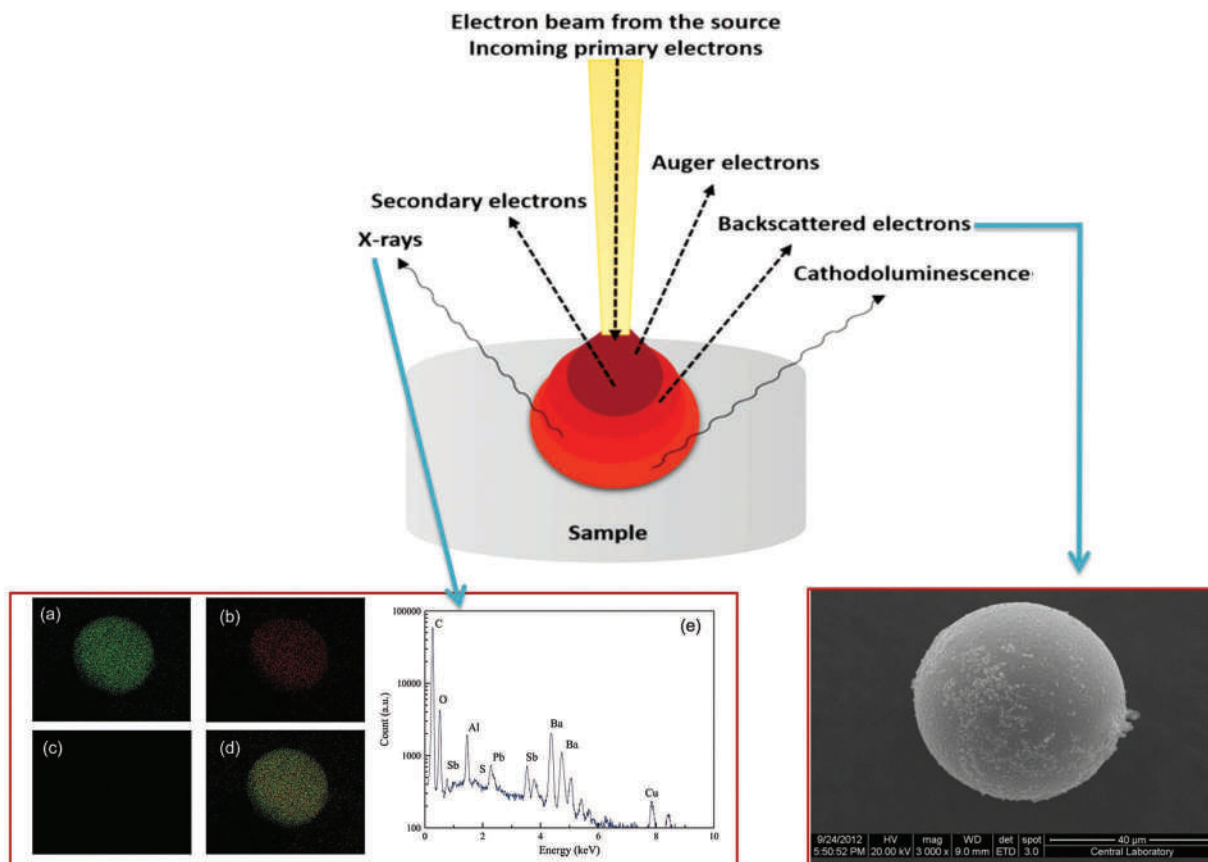 Electron beam from the source
Incoming primary electrons
Auger electrons
Secondary electrons
Backscattered electrons
X-rays
Cathodoluminescence
Sample
(a)
(b)
(c)
(d)
(e)
100000
10000
1000
100
Count (a.u.)
C
O
Sb
Al
S
Pb
Sb
Ba
Ba
Cu
0
2
4
6
8
10
Energy (keV)
9/24/2012 HV mag WD det spot 40 µm
5:50:52 PM 20.00 kV 3 000 x 9.0 mm ETD 3.0 Central Laboratory